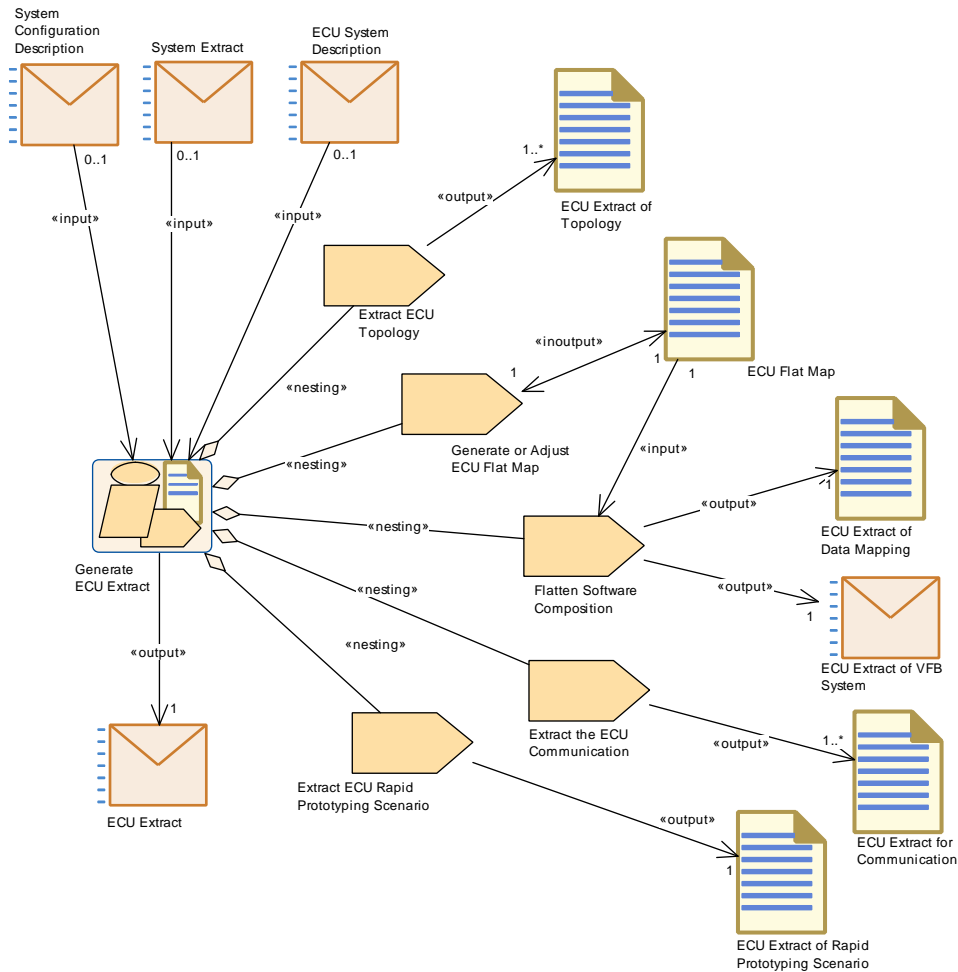 System
Configuration
Description
System Extract
ECU System
Description
0..1
0..1
0..1
«input»
«input»
«input»
1..*
«output»
ECU Extract of
Topology
Extract ECU
Topology
«nesting»
«inoutput»
1
1
1
ECU Flat Map
Generate or Adjust
ECU Flat Map
«nesting»
«input»
«output»
1
ECU Extract of
Data Mapping
«nesting»
Flatten Software
Composition
«output»
1
ECU Extract of VFB
System
Generate
ECU Extract
«nesting»
«nesting»
«output»
1
ECU Extract
Extract the ECU
Communication
«output»
1..*
ECU Extract for
Communication
Extract ECU Rapid
Prototyping Scenario
«output»
1
ECU Extract of Rapid
Prototyping Scenario